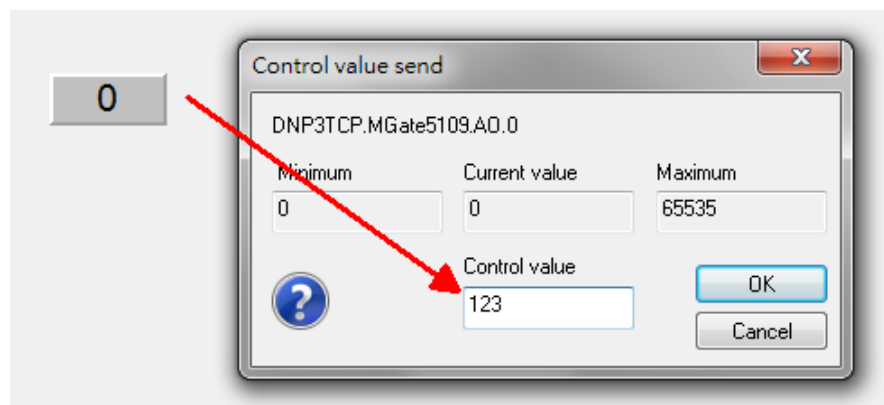 0
Control value send
DNP3TCP.MGate5109.AO.0
Minimum Current value Maximum
0 0 65535
Control value
123
OK
Cancel